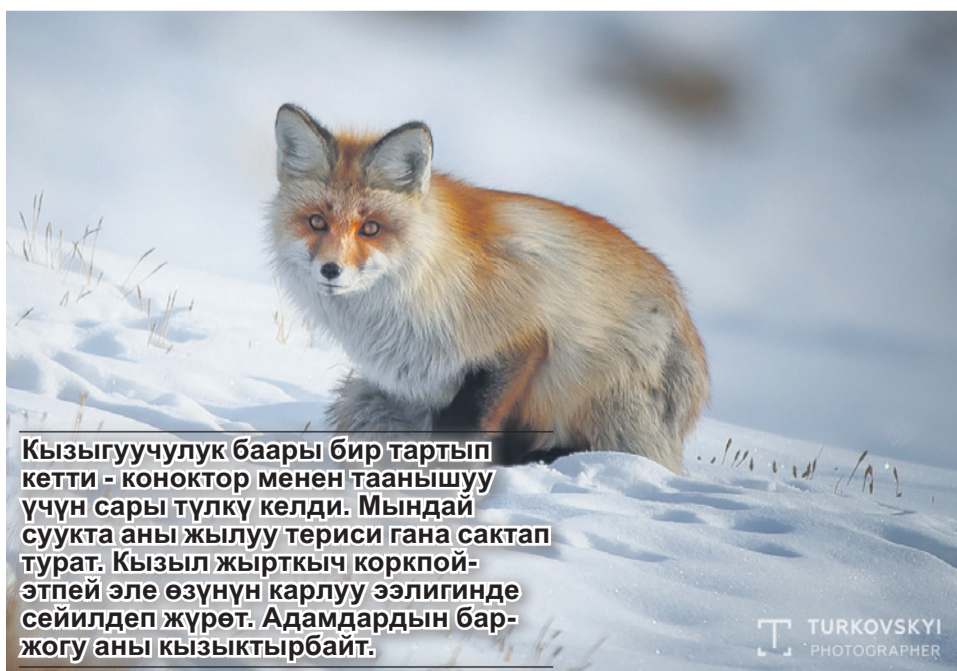 Кызыгуучулук баары бир тартып
кетти - коноктор менен таанышуу
үчүн сары түлкү келди. Мындай
суукта аны жылуу териси гана сактап
турат. Кызыл жырткыч коркпой-
этпей эле өзүнүн карлуу ээлигинде
сейилдеп жүрөт. Адамдардын бар-
жогу аны кызыктырбайт.
TURKOVSKYI
PHOTOGRAPHER